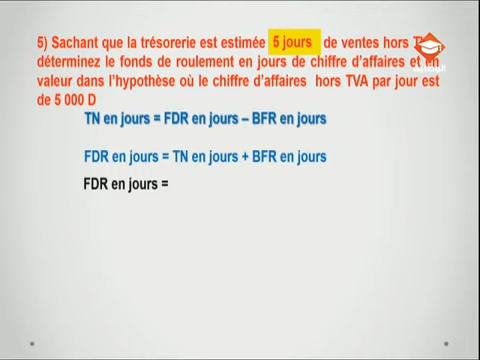 5) Sachant que la trésorerie est estimée 5 jours de ventes hors
déterminez le fonds de roulement en jours de chiffre d'affaires et en
valeur dans l'hypothèse où le chiffre d'affaires hors TVA par jour est
de 5 000 D
TN en jours = FDR en jours – BFR en jours
FDR en jours = TN en jours + BFR en jours
FDR en jours =